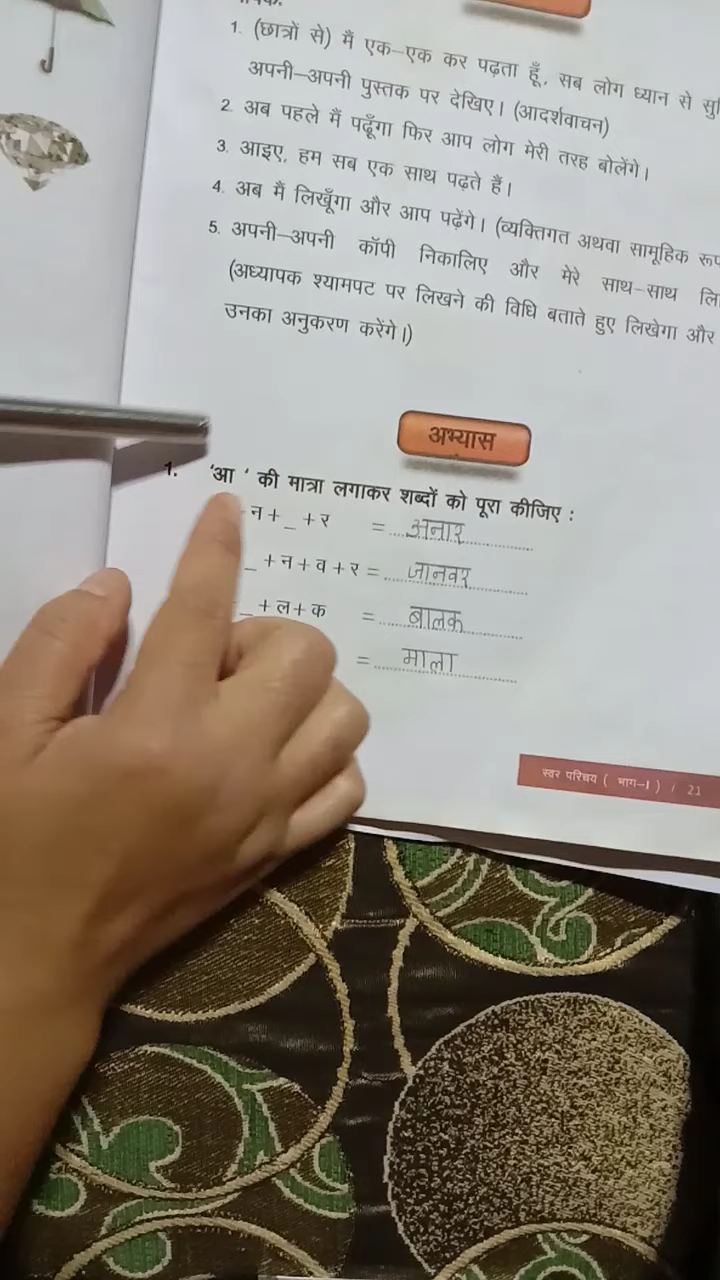 1. (छात्रों से) मैं एक–एक कर पढ़ता हूँ, सब लोग ध्यान से
अपनी–अपनी पुस्तक पर देखिए। (आदर्शवाचन)
2. अब पहले मैं पढूँगा फिर आप लोग मेरी तरह बोलेंगे।
3. आइए, हम सब एक साथ पढ़ते हैं।
4. अब मैं लिखूँगा और आप पढ़ेंगे। (व्यक्तिगत अथवा सामूहिक
5. अपनी–अपनी कॉपी निकालिए और मेरे साथ–साथ
(अध्यापक श्यामपट पर लिखने की विधि बताते हुए लिखेगा और
उनका अनुकरण करेंगे।)
अभ्यास
1. 'आ ' की मात्रा लगाकर शब्दों को पूरा कीजिए :
न + _ + र = अनार
_ + न + व + र = जानवर
_ + ल + क = बालक
= माला
स्वर परिचय ( भाग–I ) / 21